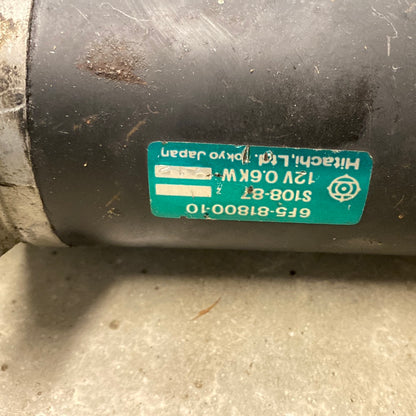 6F5-81800-10
S108-87
12V 0.6KW
Hitachi, Ltd. Tokyo Japan